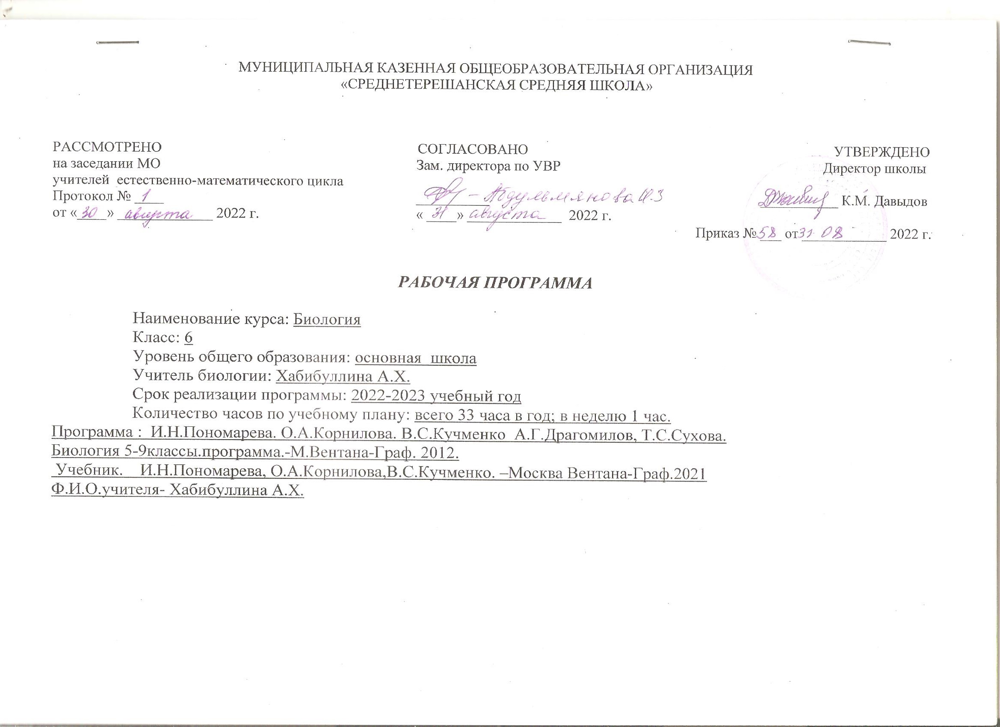 МУНИЦИПАЛЬНАЯ КАЗЕННАЯ ОБЩЕОБРАЗОВАТЕЛЬНАЯ ОРГАНИЗАЦИЯ
«СРЕДНЕТЕРЕШАНСКАЯ СРЕДНЯЯ ШКОЛА»
РАССМОТРЕНО
на заседании МО
учителей естественно-математического цикла
Протокол № 1
от «30» августа 2022 г.
СОГЛАСОВАНО
Зам. директора по УВР
«31» августа 2022 г.
УТВЕРЖДЕНО
Директор школы
К.М. Давыдов
Приказ №58 от 31 08 2022 г.
РАБОЧАЯ ПРОГРАММА
Наименование курса: Биология
Класс: 6
Уровень общего образования: основная школа
Учитель биологии: Хабибуллина А.Х.
Срок реализации программы: 2022-2023 учебный год
Количество часов по учебному плану: всего 33 часа в год; в неделю 1 час.
Программа : И.Н.Пономарева. О.А.Корнилова. В.С.Кучменко А.Г.Драгомилов, Т.С.Сухова.
Биология 5-9классы.программа.-М.Вентана-Граф. 2012.
Учебник. И.Н.Пономарева, О.А.Корнилова,В.С.Кучменко. –Москва Вентана-Граф.2021
Ф.И.О.учителя- Хабибуллина А.Х.